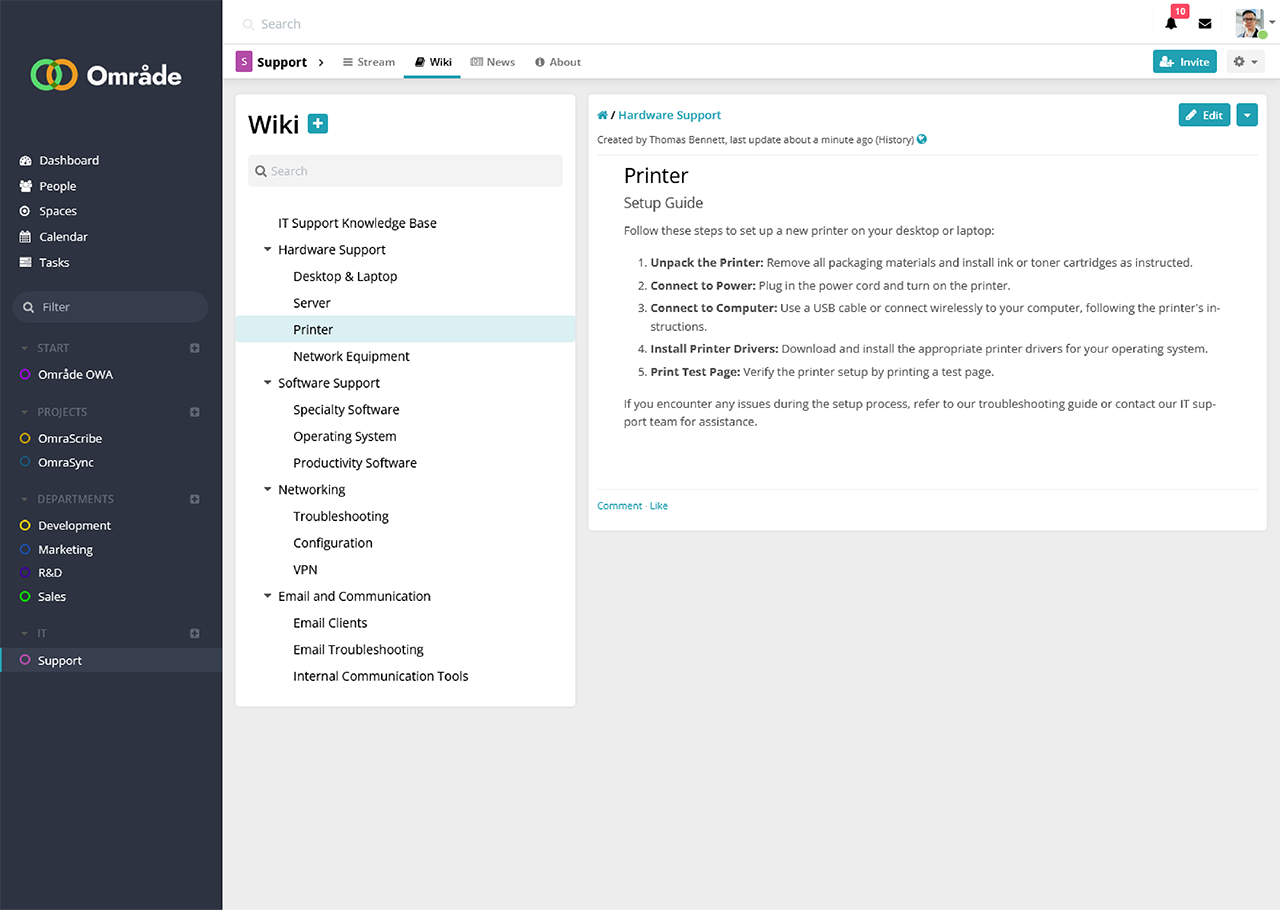 Område
Dashboard
People
Spaces
Calendar
Tasks
Filter
START
Område OWA
PROJECTS
OmraScribe
OmraSync
DEPARTMENTS
Development
Marketing
R&D
Sales
IT
Support
Search
10
S Support
Stream
Wiki
News
About
Invite
Wiki
Search
IT Support Knowledge Base
Hardware Support
Desktop & Laptop
Server
Printer
Network Equipment
Software Support
Specialty Software
Operating System
Productivity Software
Networking
Troubleshooting
Configuration
VPN
Email and Communication
Email Clients
Email Troubleshooting
Internal Communication Tools
/ Hardware Support
Edit
Created by Thomas Bennett, last update about a minute ago (History)
Printer
Setup Guide
Follow these steps to set up a new printer on your desktop or laptop:
1. Unpack the Printer: Remove all packaging materials and install ink or toner cartridges as instructed.
2. Connect to Power: Plug in the power cord and turn on the printer.
3. Connect to Computer: Use a USB cable or connect wirelessly to your computer, following the printer's in-
structions.
4. Install Printer Drivers: Download and install the appropriate printer drivers for your operating system.
5. Print Test Page: Verify the printer setup by printing a test page.
If you encounter any issues during the setup process, refer to our troubleshooting guide or contact our IT sup-
port team for assistance.
Comment · Like